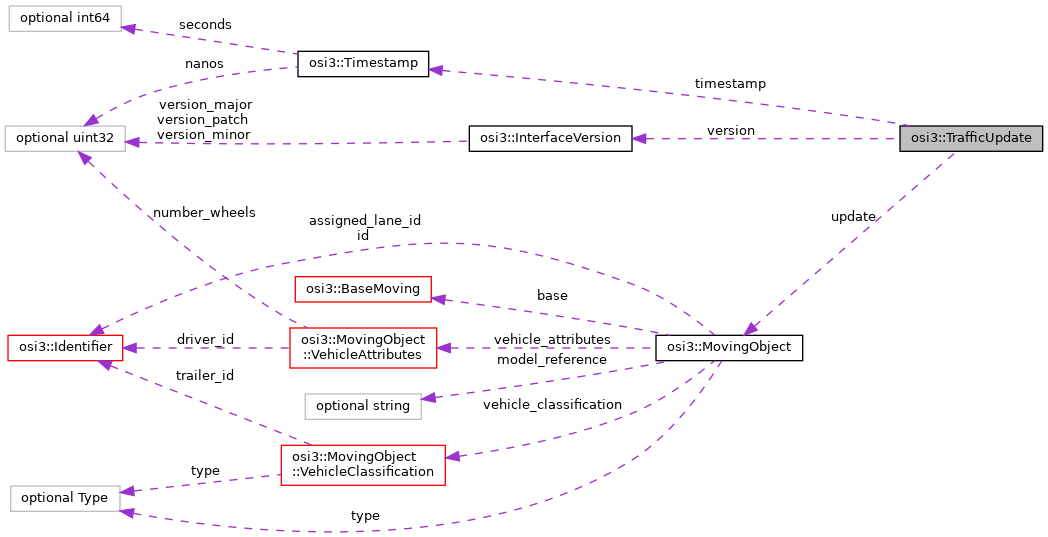 optional int64
seconds
osi3::Timestamp
nanos
timestamp
version_major
version_patch
version_minor
optional uint32
osi3::InterfaceVersion
version
osi3::TrafficUpdate
number_wheels
assigned_lane_id
id
update
osi3::BaseMoving
base
osi3::Identifier
driver_id
osi3::MovingObject
::VehicleAttributes
vehicle_attributes
model_reference
osi3::MovingObject
trailer_id
optional string
vehicle_classification
osi3::MovingObject
::VehicleClassification
type
optional Type
type